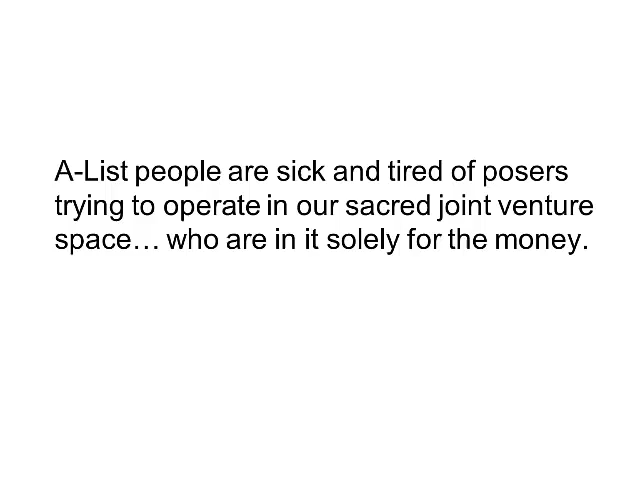 A-List people are sick and tired of posers
trying to operate in our sacred joint venture
space… who are in it solely for the money.